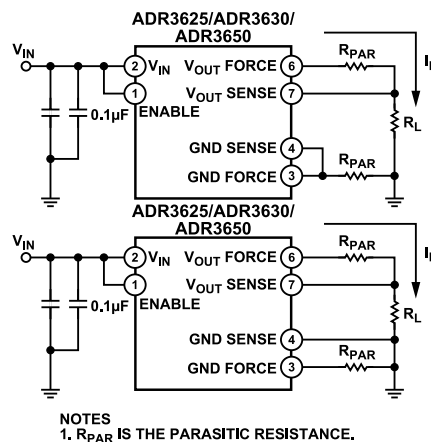 ADR3625/ADR3630/
ADR3650
VIN
2 VIN
1
ENABLE
0.1µF
VOUT FORCE 6
VOUT SENSE 7
GND SENSE 4
GND FORCE 3
RPAR
RL
RPAR
ADR3625/ADR3630/
ADR3650
VIN
2 VIN
1
ENABLE
0.1µF
VOUT FORCE 6
VOUT SENSE 7
GND SENSE 4
GND FORCE 3
RPAR
RL
RPAR
NOTES
1. RPAR IS THE PARASITIC RESISTANCE.